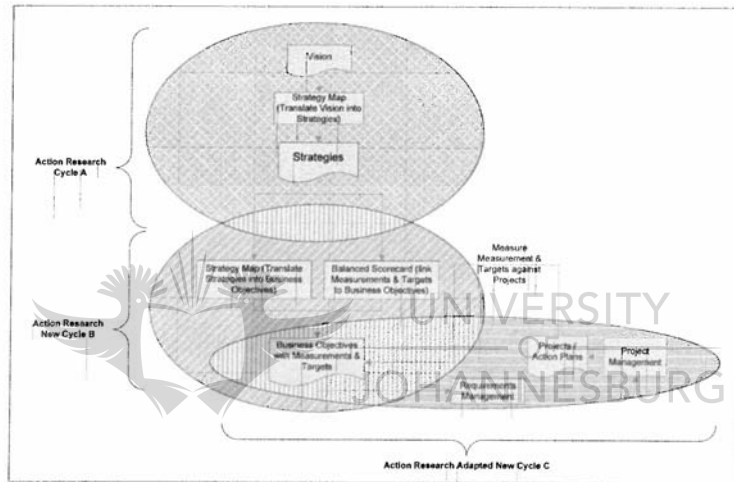 Vision
Strategy Map
(Translate Vision into
Strategies)
Strategies
Action Research
Cycle A
Strategy Map (Translate
Strategies into Business
Objectives)
Balanced Scorecard (link
Measurements & Targets
to Business Objectives)
Measure
Measurement &
Targets against
Projects
Action Research
New Cycle B
Business Objectives
with Measurements &
Targets
Projects /
Action Plans
Project
Management
Requirements
Management
UNIVERSITY
JOHANNESBURG
Action Research Adapted New Cycle C